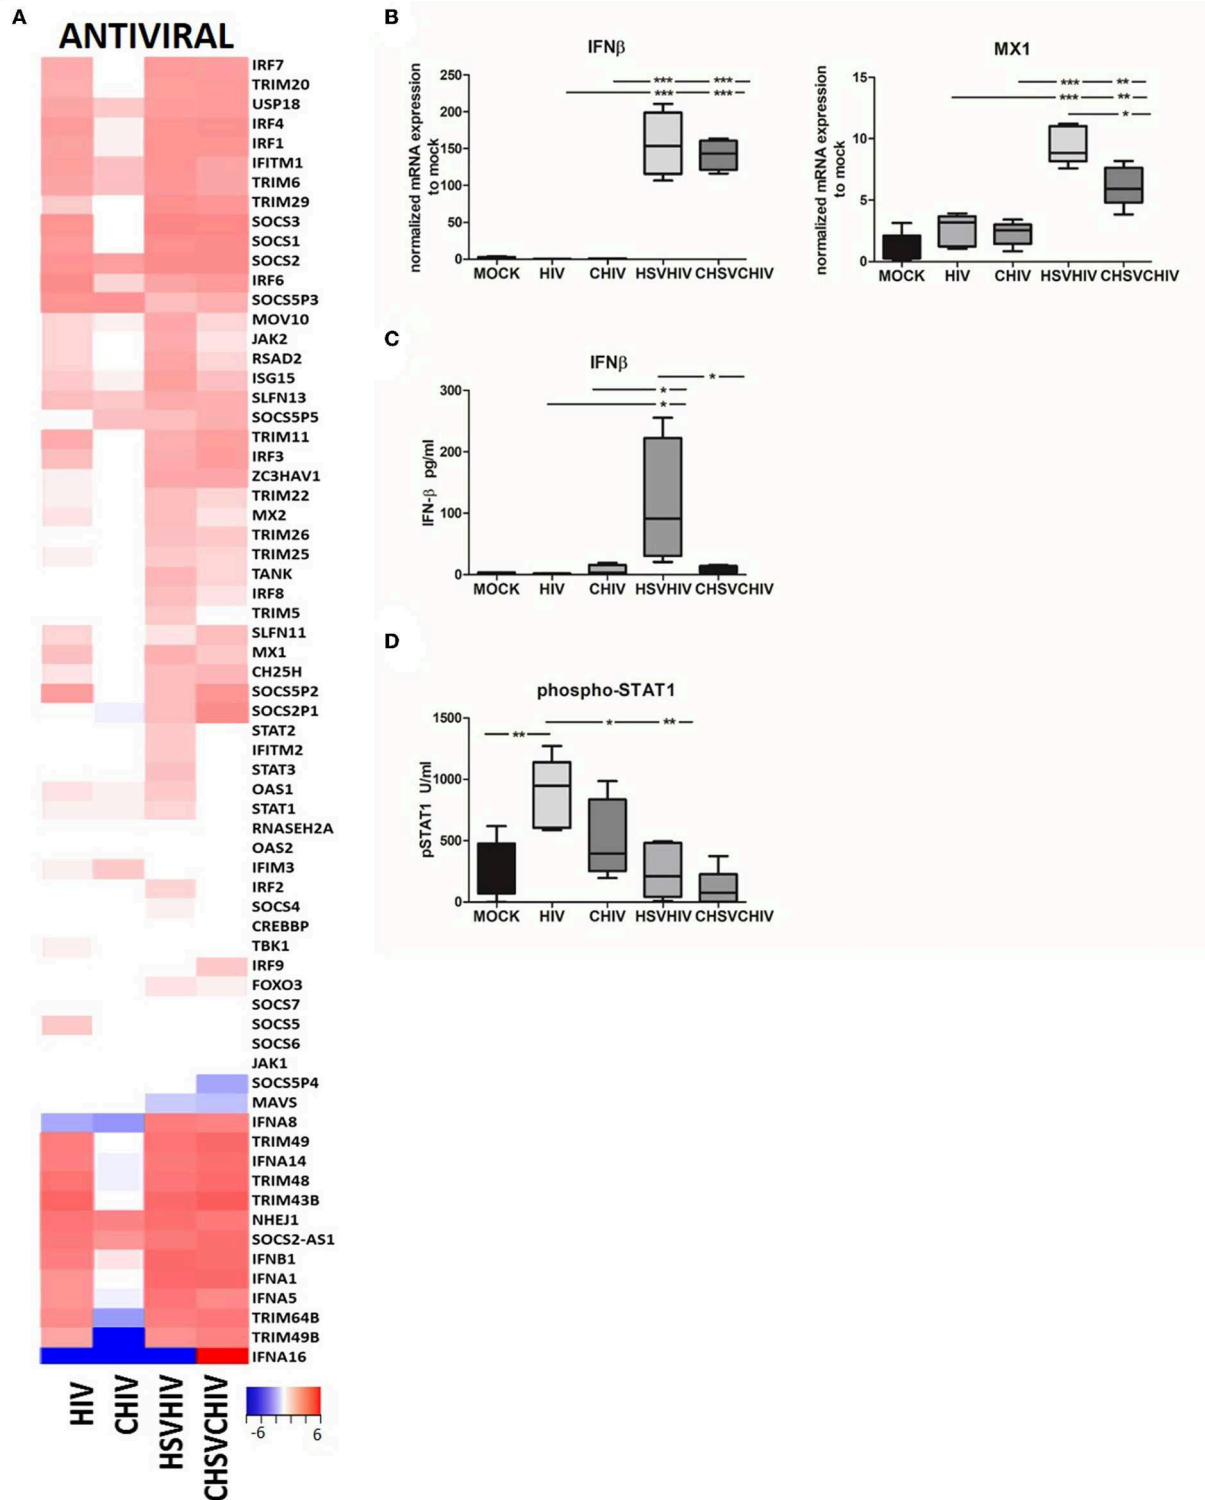 A
ANTIVIRAL
IRF7
TRIM20
USP18
IRF4
IRF1
IFITM1
TRIM6
TRIM29
SOCS3
SOCS1
SOCS2
IRF6
SOCS5P3
MOV10
JAK2
RSAD2
ISG15
SLFN13
SOCS5P5
TRIM11
IRF3
ZC3HAV1
TRIM22
MX2
TRIM26
TRIM25
TANK
IRF8
TRIM5
SLFN11
MX1
CH25H
SOCS5P2
SOCS2P1
STAT2
IFITM2
STAT3
OAS1
STAT1
RNASEH2A
OAS2
IFIM3
IRF2
SOCS4
CREBBP
TBK1
IRF9
FOXO3
SOCS7
SOCS5
SOCS6
JAK1
SOCS5P4
MAVS
IFNA8
TRIM49
IFNA14
TRIM48
TRIM43B
NHEJ1
SOCS2-AS1
IFNB1
IFNA1
IFNA5
TRIM64B
TRIM49B
IFNA16
HIV
CHIV
HSVHIV
CHSVCHIV
-6 6
B
IFNβ
normalized mRNA expression
to mock
250
200
150
100
50
0
*** ***
*** ***
MOCK HIV CHIV HSVHIV CHSVCHIV
MX1
normalized mRNA expression
to mock
15
10
5
0
*** **
*** **
*
MOCK HIV CHIV HSVHIV CHSVCHIV
C
IFNβ
IFN-β pg/ml
300
200
100
0
*
*
*
MOCK HIV CHIV HSVHIV CHSVCHIV
D
phospho-STAT1
pSTAT1 U/ml
1500
1000
500
0
* **
**
MOCK HIV CHIV HSVHIV CHSVCHIV